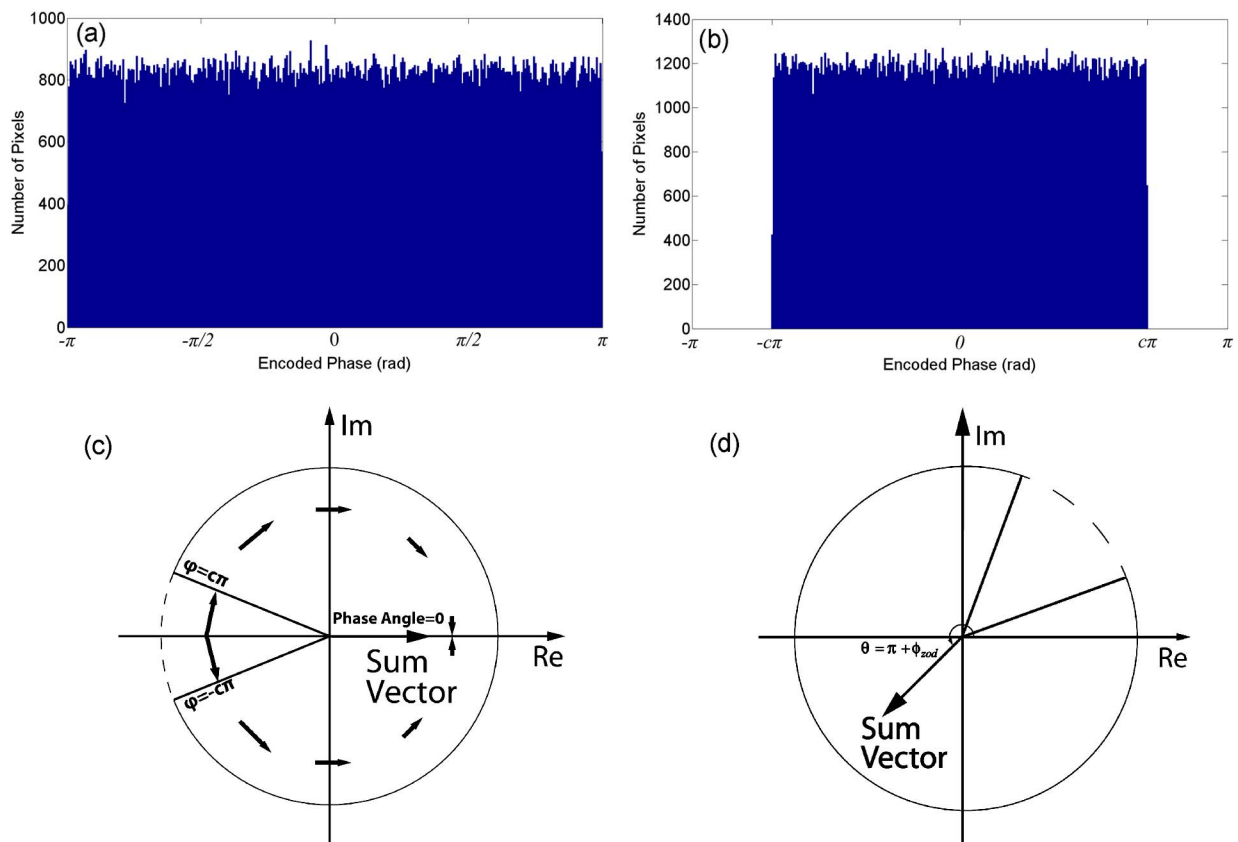 (a)
1000
800
600
400
200
0
Number of Pixels
-π
-π/2
0
π/2
π
Encoded Phase (rad)
(b)
1400
1200
1000
800
600
400
200
0
Number of Pixels
-π
-cπ
0
cπ
π
Encoded Phase (rad)
(c)
Im
φ=cπ
Phase Angle=0
φ=-cπ
Sum
Vector
Re
(d)
Im
θ = π + ϕzod
Sum
Vector
Re